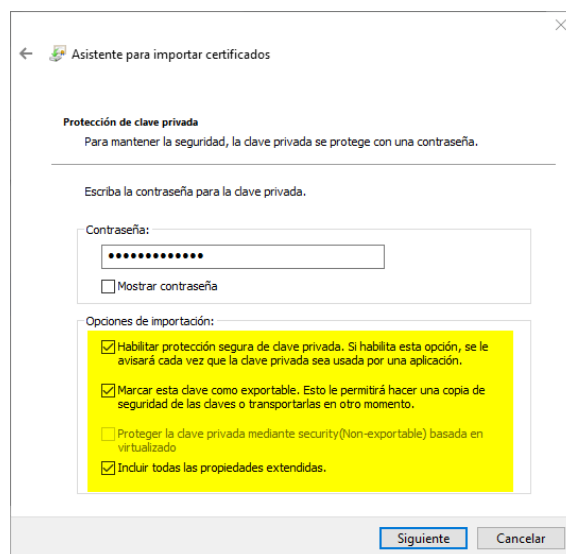 Asistente para importar certificados
Protección de clave privada
Para mantener la seguridad, la clave privada se protege con una contraseña.
Escriba la contraseña para la clave privada.
Contraseña:
•••••••••••••
Mostrar contraseña
Opciones de importación:
Habilitar protección segura de clave privada. Si habilita esta opción, se le
avisará cada vez que la clave privada sea usada por una aplicación.
Marcar esta clave como exportable. Esto le permitirá hacer una copia de
seguridad de las claves o transportarlas en otro momento.
Proteger la clave privada mediante security(Non-exportable) basada en
virtualizado
Incluir todas las propiedades extendidas.
Siguiente
Cancelar